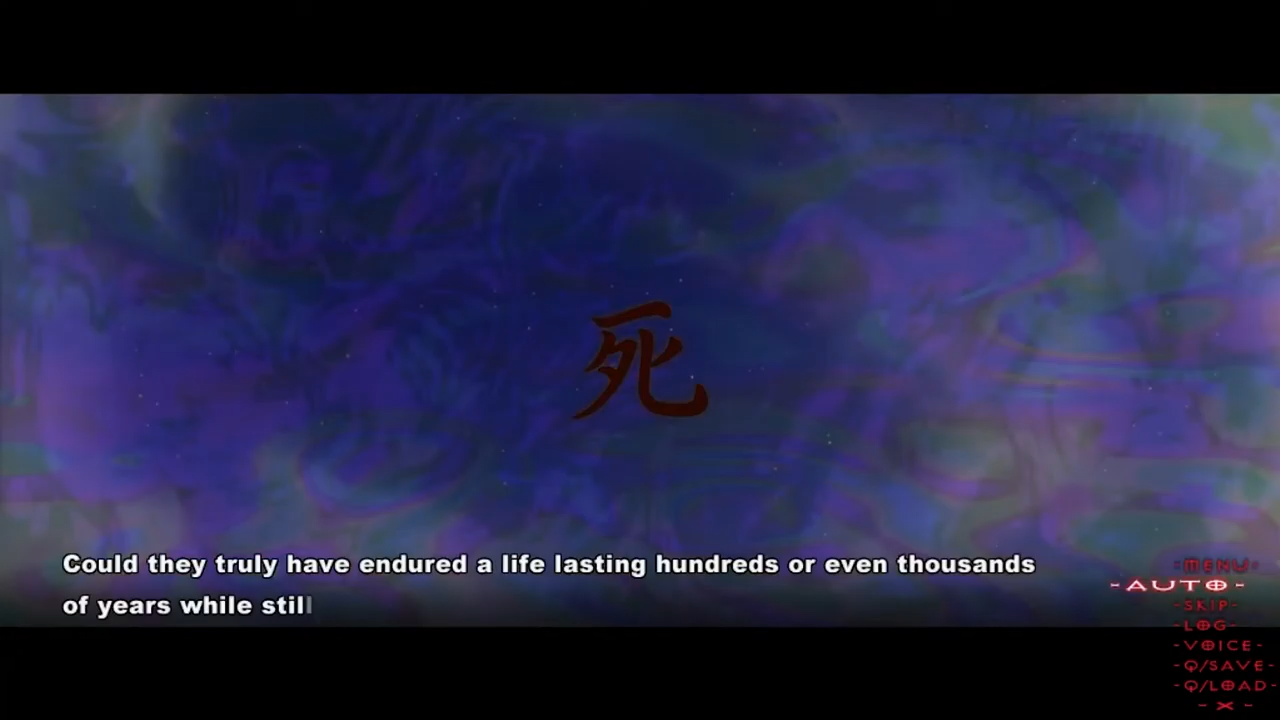 死
Could they truly have endured a life lasting hundreds or even thousands
of years while still
-MENU-
-AUTO-
-SKIP-
-LOG-
-VOICE-
-Q/SAVE-
-Q/LOAD-
-X-